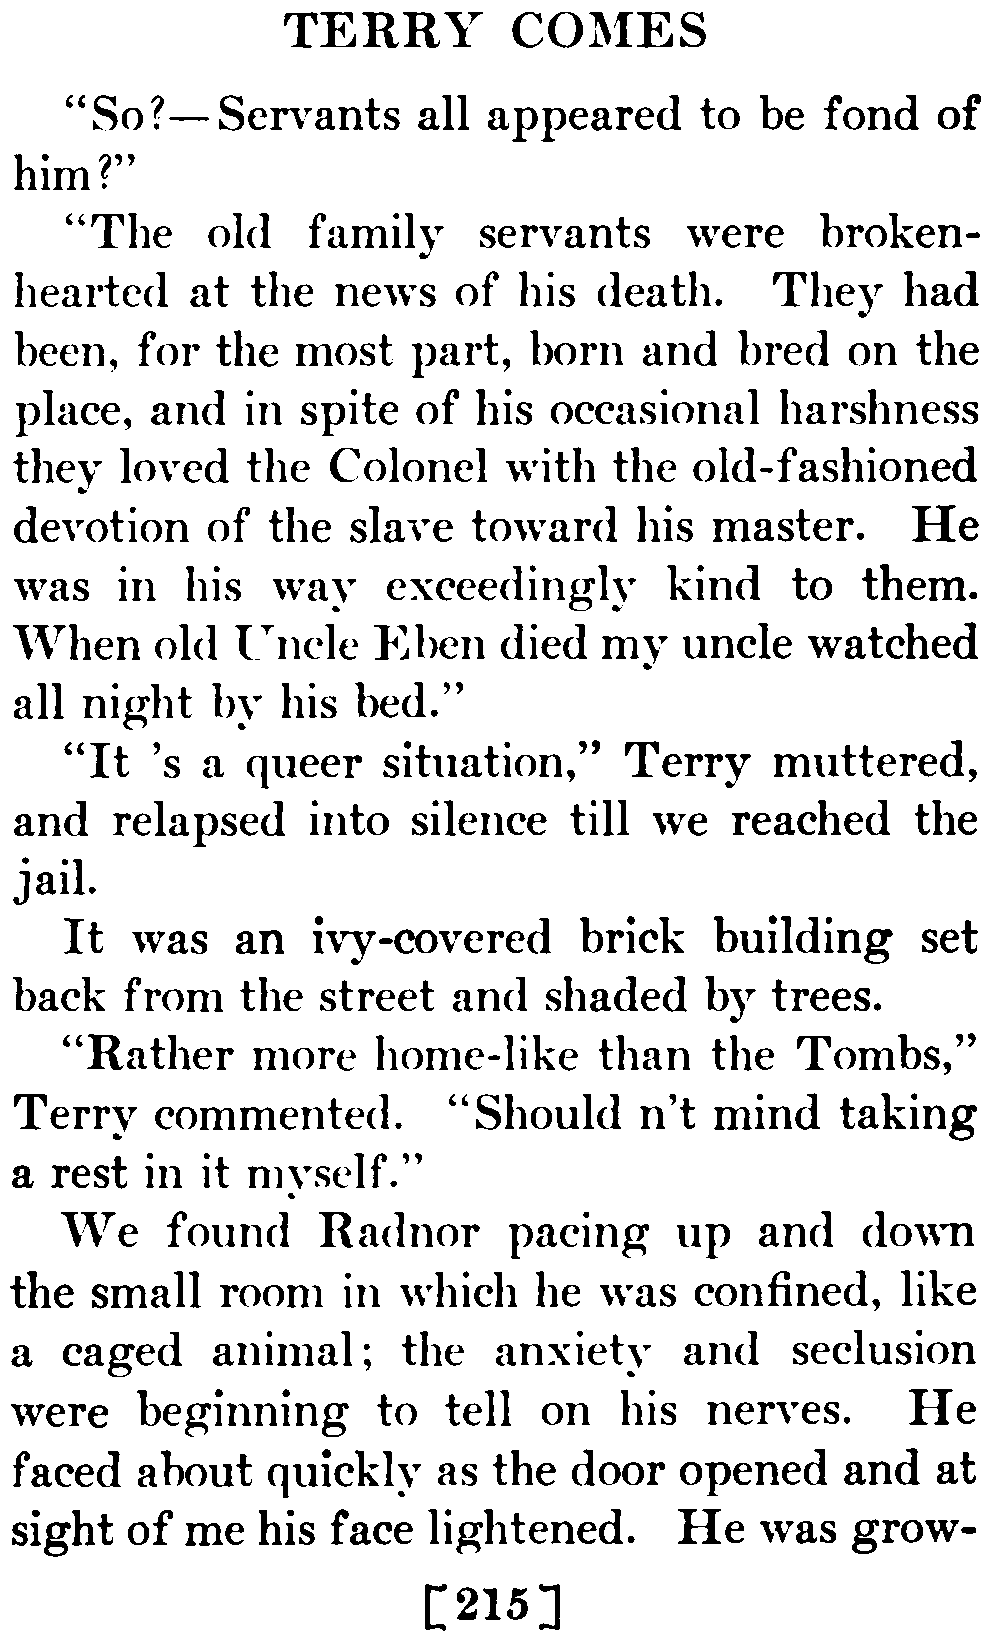 TERRY COMES
"So?—Servants all appeared to be fond of
him?"
"The old family servants were broken-
hearted at the news of his death. They had
been, for the most part, born and bred on the
place, and in spite of his occasional harshness
they loved the Colonel with the old-fashioned
devotion of the slave toward his master. He
was in his way exceedingly kind to them.
When old Uncle Eben died my uncle watched
all night by his bed."
"It 's a queer situation," Terry muttered,
and relapsed into silence till we reached the
jail.
It was an ivy-covered brick building set
back from the street and shaded by trees.
"Rather more home-like than the Tombs,"
Terry commented. "Should n't mind taking
a rest in it myself."
We found Radnor pacing up and down
the small room in which he was confined, like
a caged animal; the anxiety and seclusion
were beginning to tell on his nerves. He
faced about quickly as the door opened and at
sight of me his face lightened. He was grow-
[215]